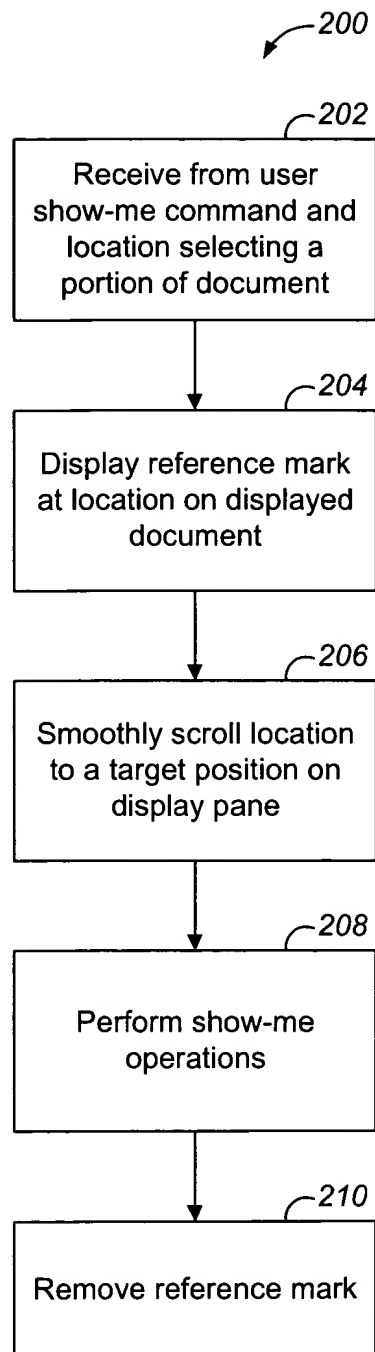 200
202
Receive from user
show-me command and
location selecting a
portion of document
204
Display reference mark
at location on displayed
document
206
Smoothly scroll location
to a target position on
display pane
208
Perform show-me
operations
210
Remove reference mark